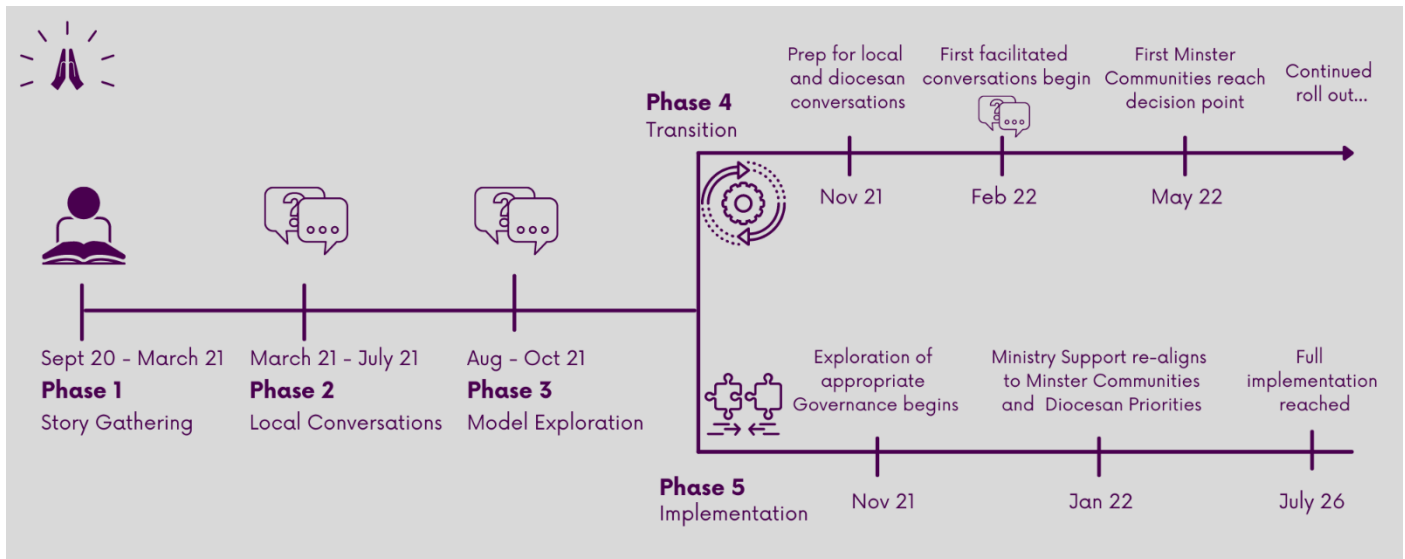 Sept 20 - March 21
Phase 1
Story Gathering
March 21 - July 21
Phase 2
Local Conversations
Aug - Oct 21
Phase 3
Model Exploration
Phase 4
Transition
Prep for local
and diocesan
conversations
Nov 21
First facilitated
conversations begin
Feb 22
First Minster
Communities reach
decision point
May 22
Continued
roll out...
Phase 5
Implementation
Exploration of
appropriate
Governance begins
Nov 21
Ministry Support re-aligns
to Minster Communities
and Diocesan Priorities
Jan 22
Full
implementation
reached
July 26